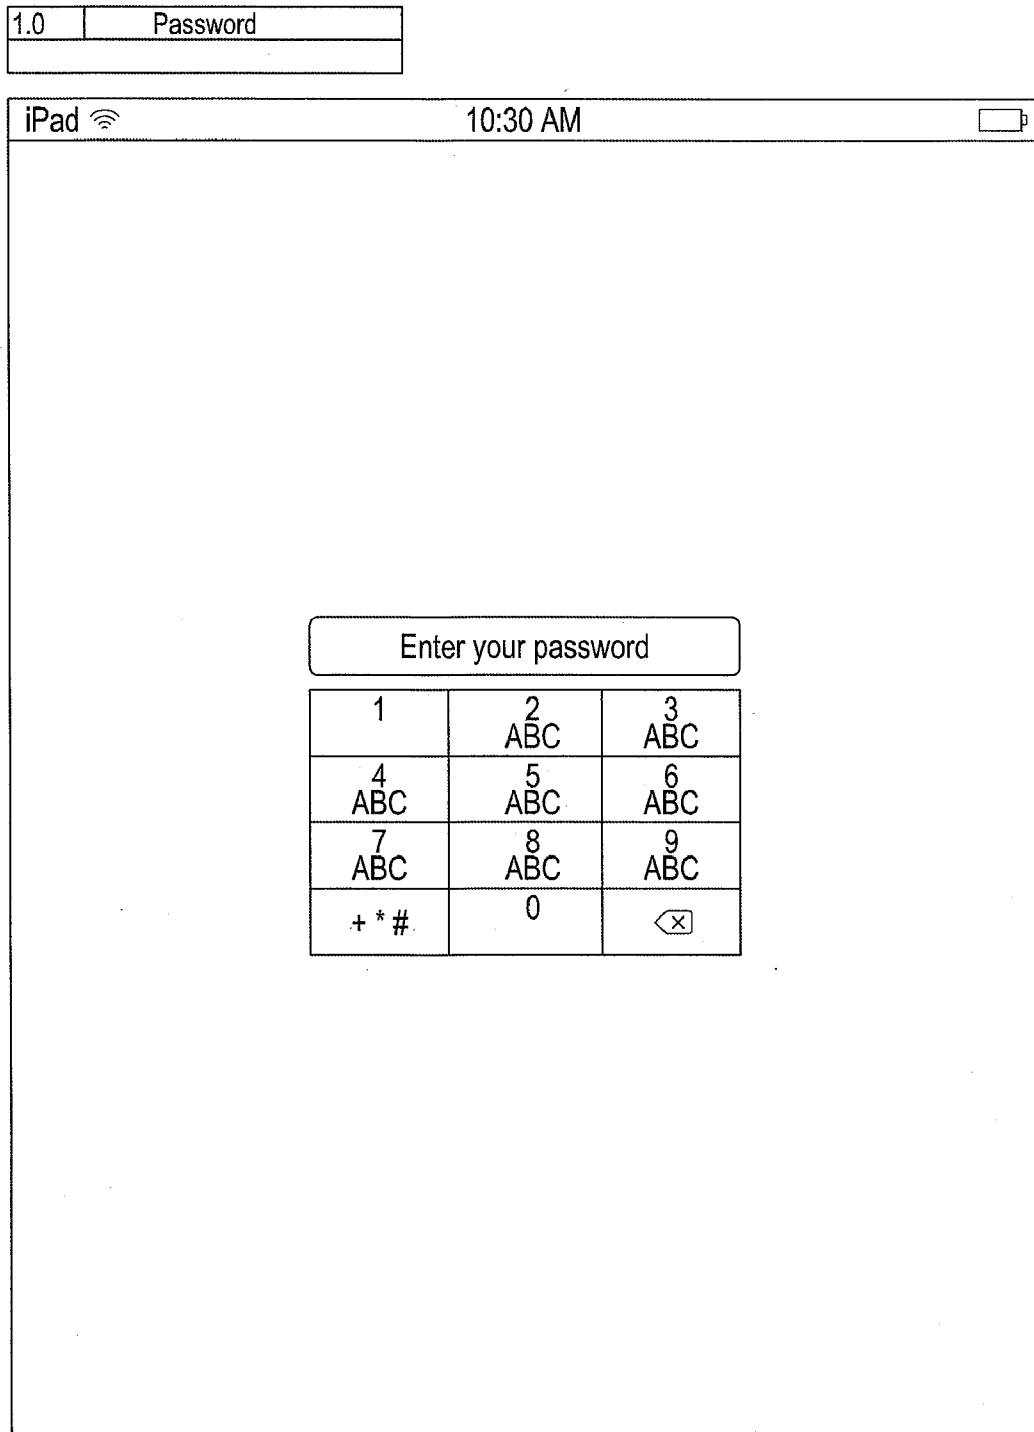 1.0 Password
iPad 10:30 AM
Enter your password
1 2 3
ABC ABC
4 5 6
ABC ABC ABC
7 8 9
ABC ABC ABC
+ * # 0